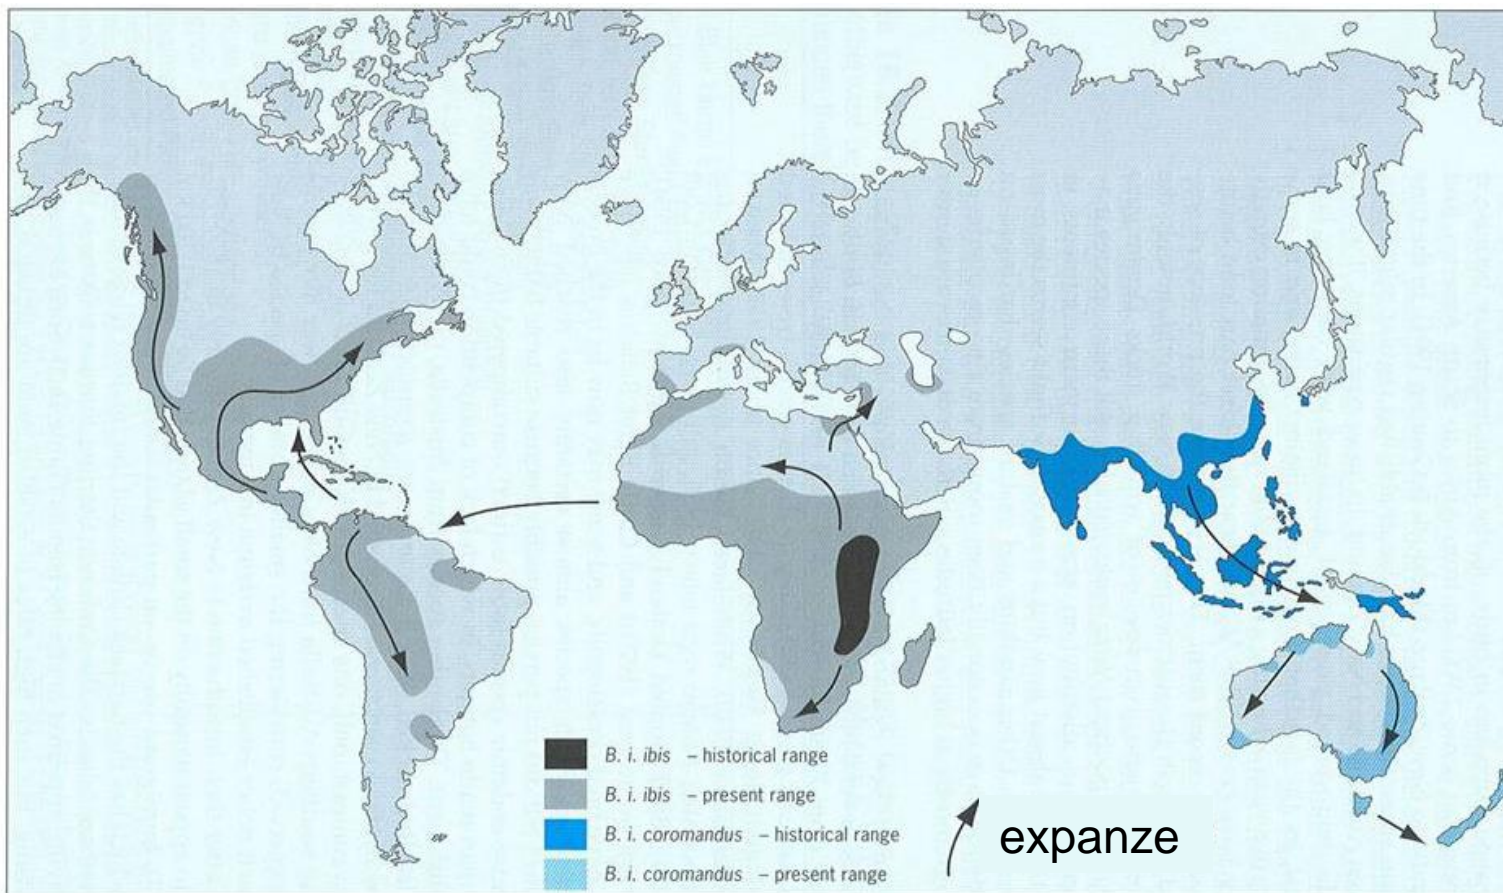 B. i. ibis – historical range
B. i. ibis – present range
B. i. coromandus – historical range
B. i. coromandus – present range
expanze